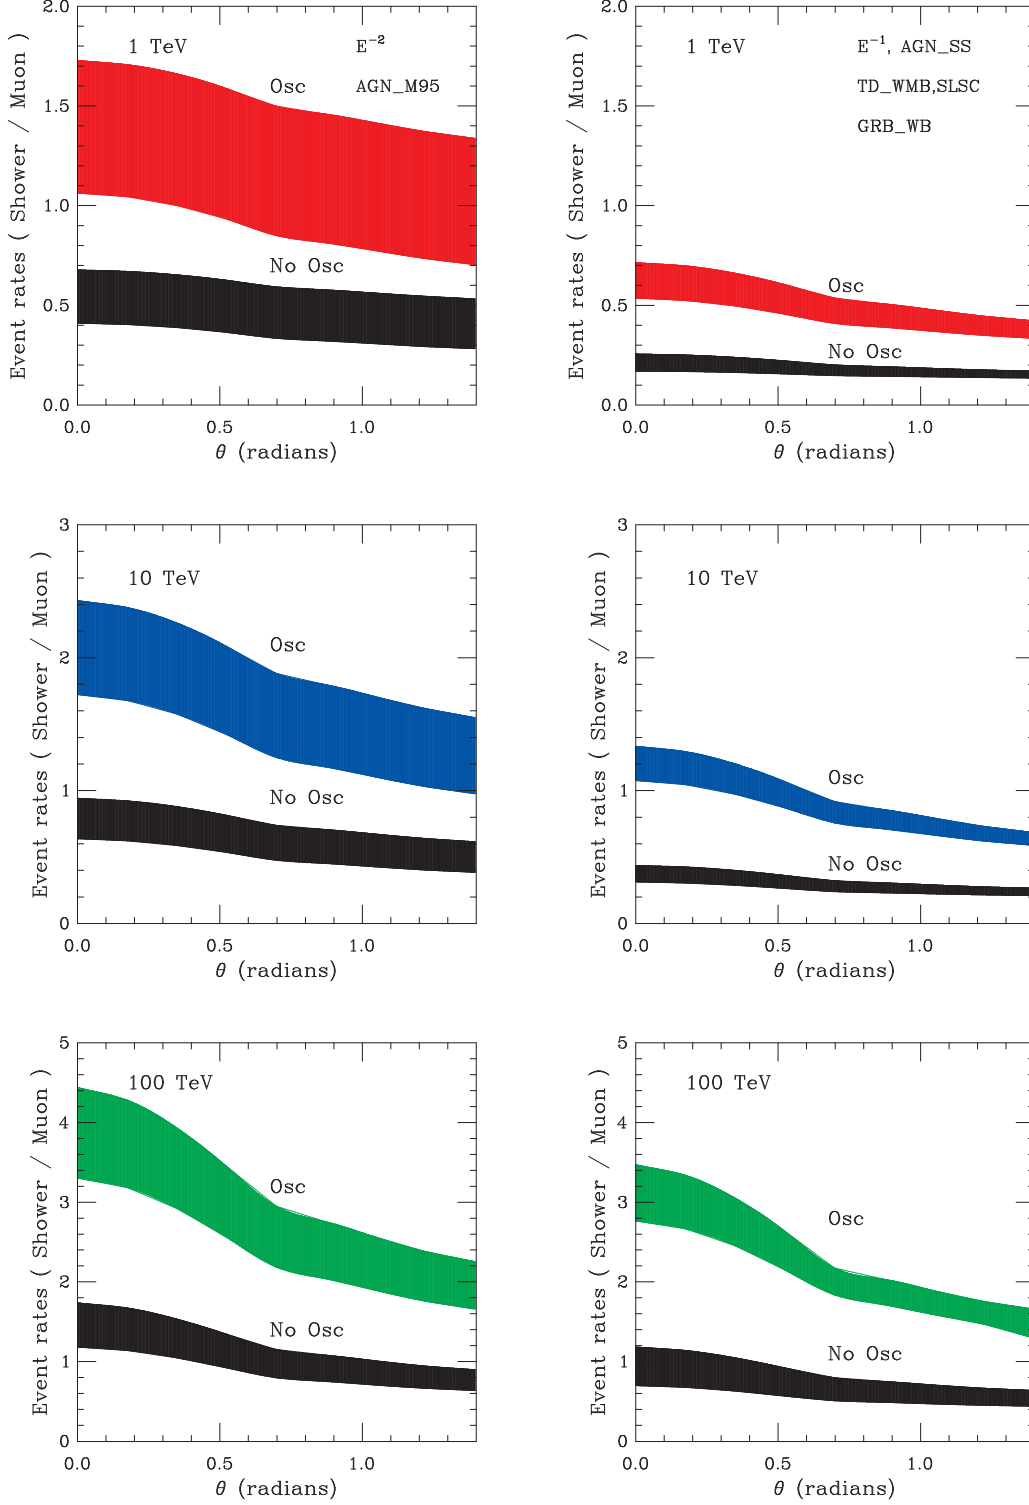 2.0
1.5
1.0
0.5
0.0
Event rates ( Shower / Muon )
1 TeV
E⁻²
AGN_M95
Osc
No Osc
0.0 0.5 1.0
θ (radians)
2.0
1.5
1.0
0.5
0.0
Event rates ( Shower / Muon )
1 TeV
E⁻¹, AGN_SS
TD_WMB,SLSC
GRB_WB
Osc
No Osc
0.0 0.5 1.0
θ (radians)
3
2
1
0
Event rates ( Shower / Muon )
10 TeV
Osc
No Osc
0.0 0.5 1.0
θ (radians)
3
2
1
0
Event rates ( Shower / Muon )
10 TeV
Osc
No Osc
0.0 0.5 1.0
θ (radians)
5
4
3
2
1
0
Event rates ( Shower / Muon )
100 TeV
Osc
No Osc
0.0 0.5 1.0
θ (radians)
5
4
3
2
1
0
Event rates ( Shower / Muon )
100 TeV
Osc
No Osc
0.0 0.5 1.0
θ (radians)